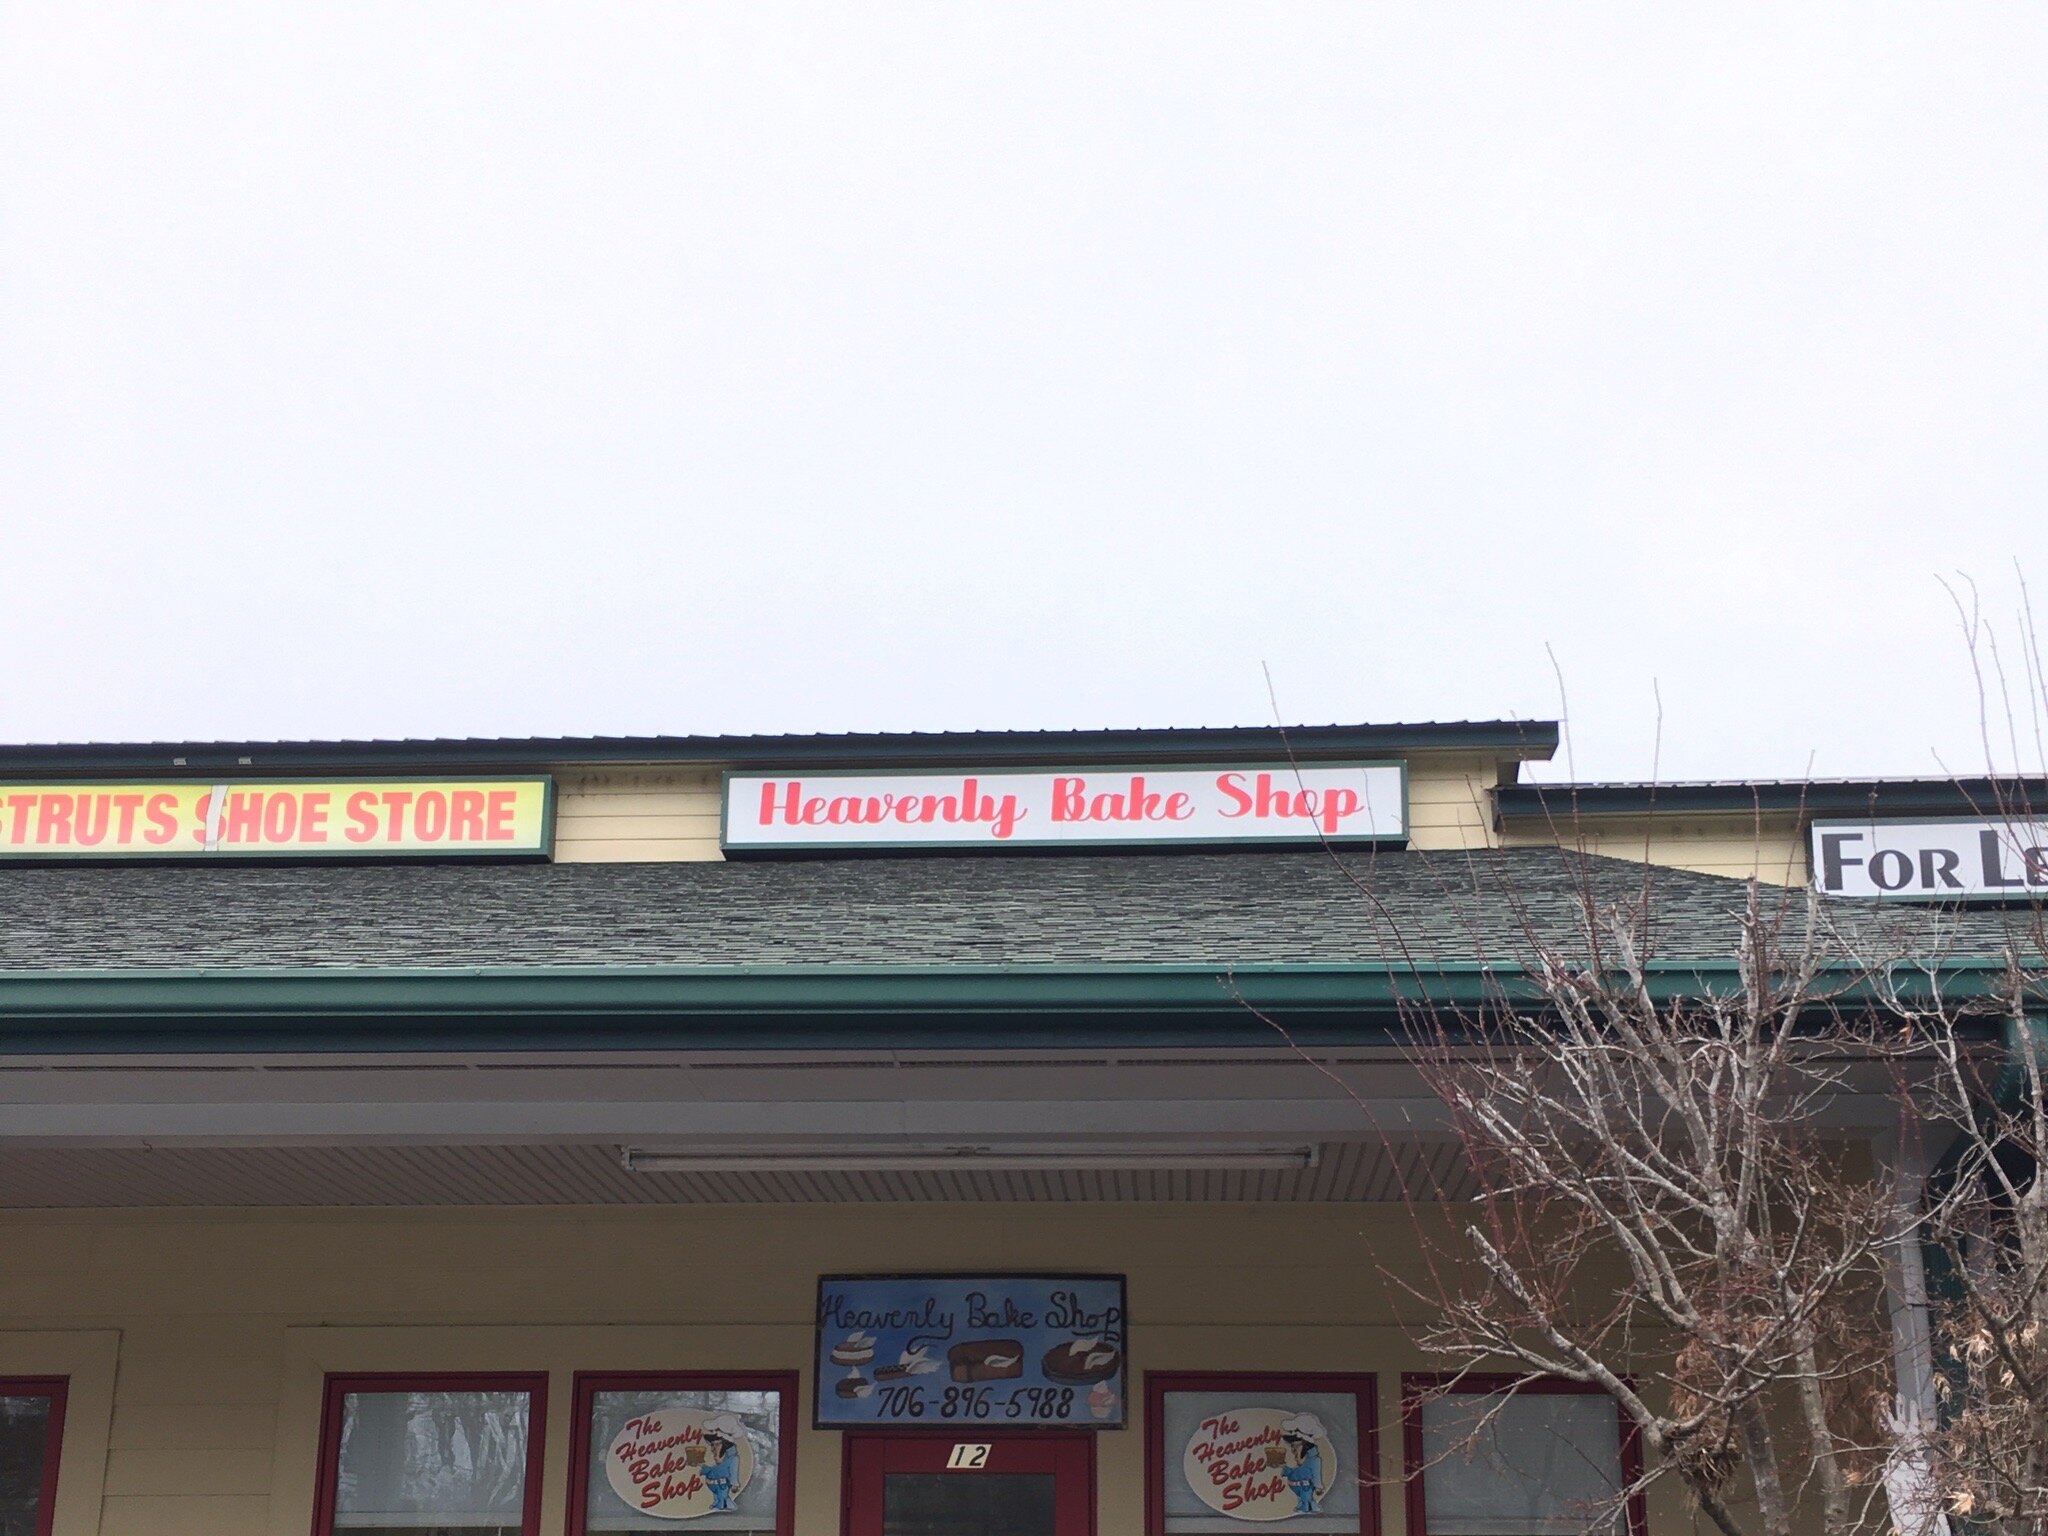 STRUTS SHOE STORE
Heavenly Bake Shop
FOR
Heavenly Bake Shop
706-896-5988
12
The
Heavenly
Bake
Shop
The
Heavenly
Bake
Shop